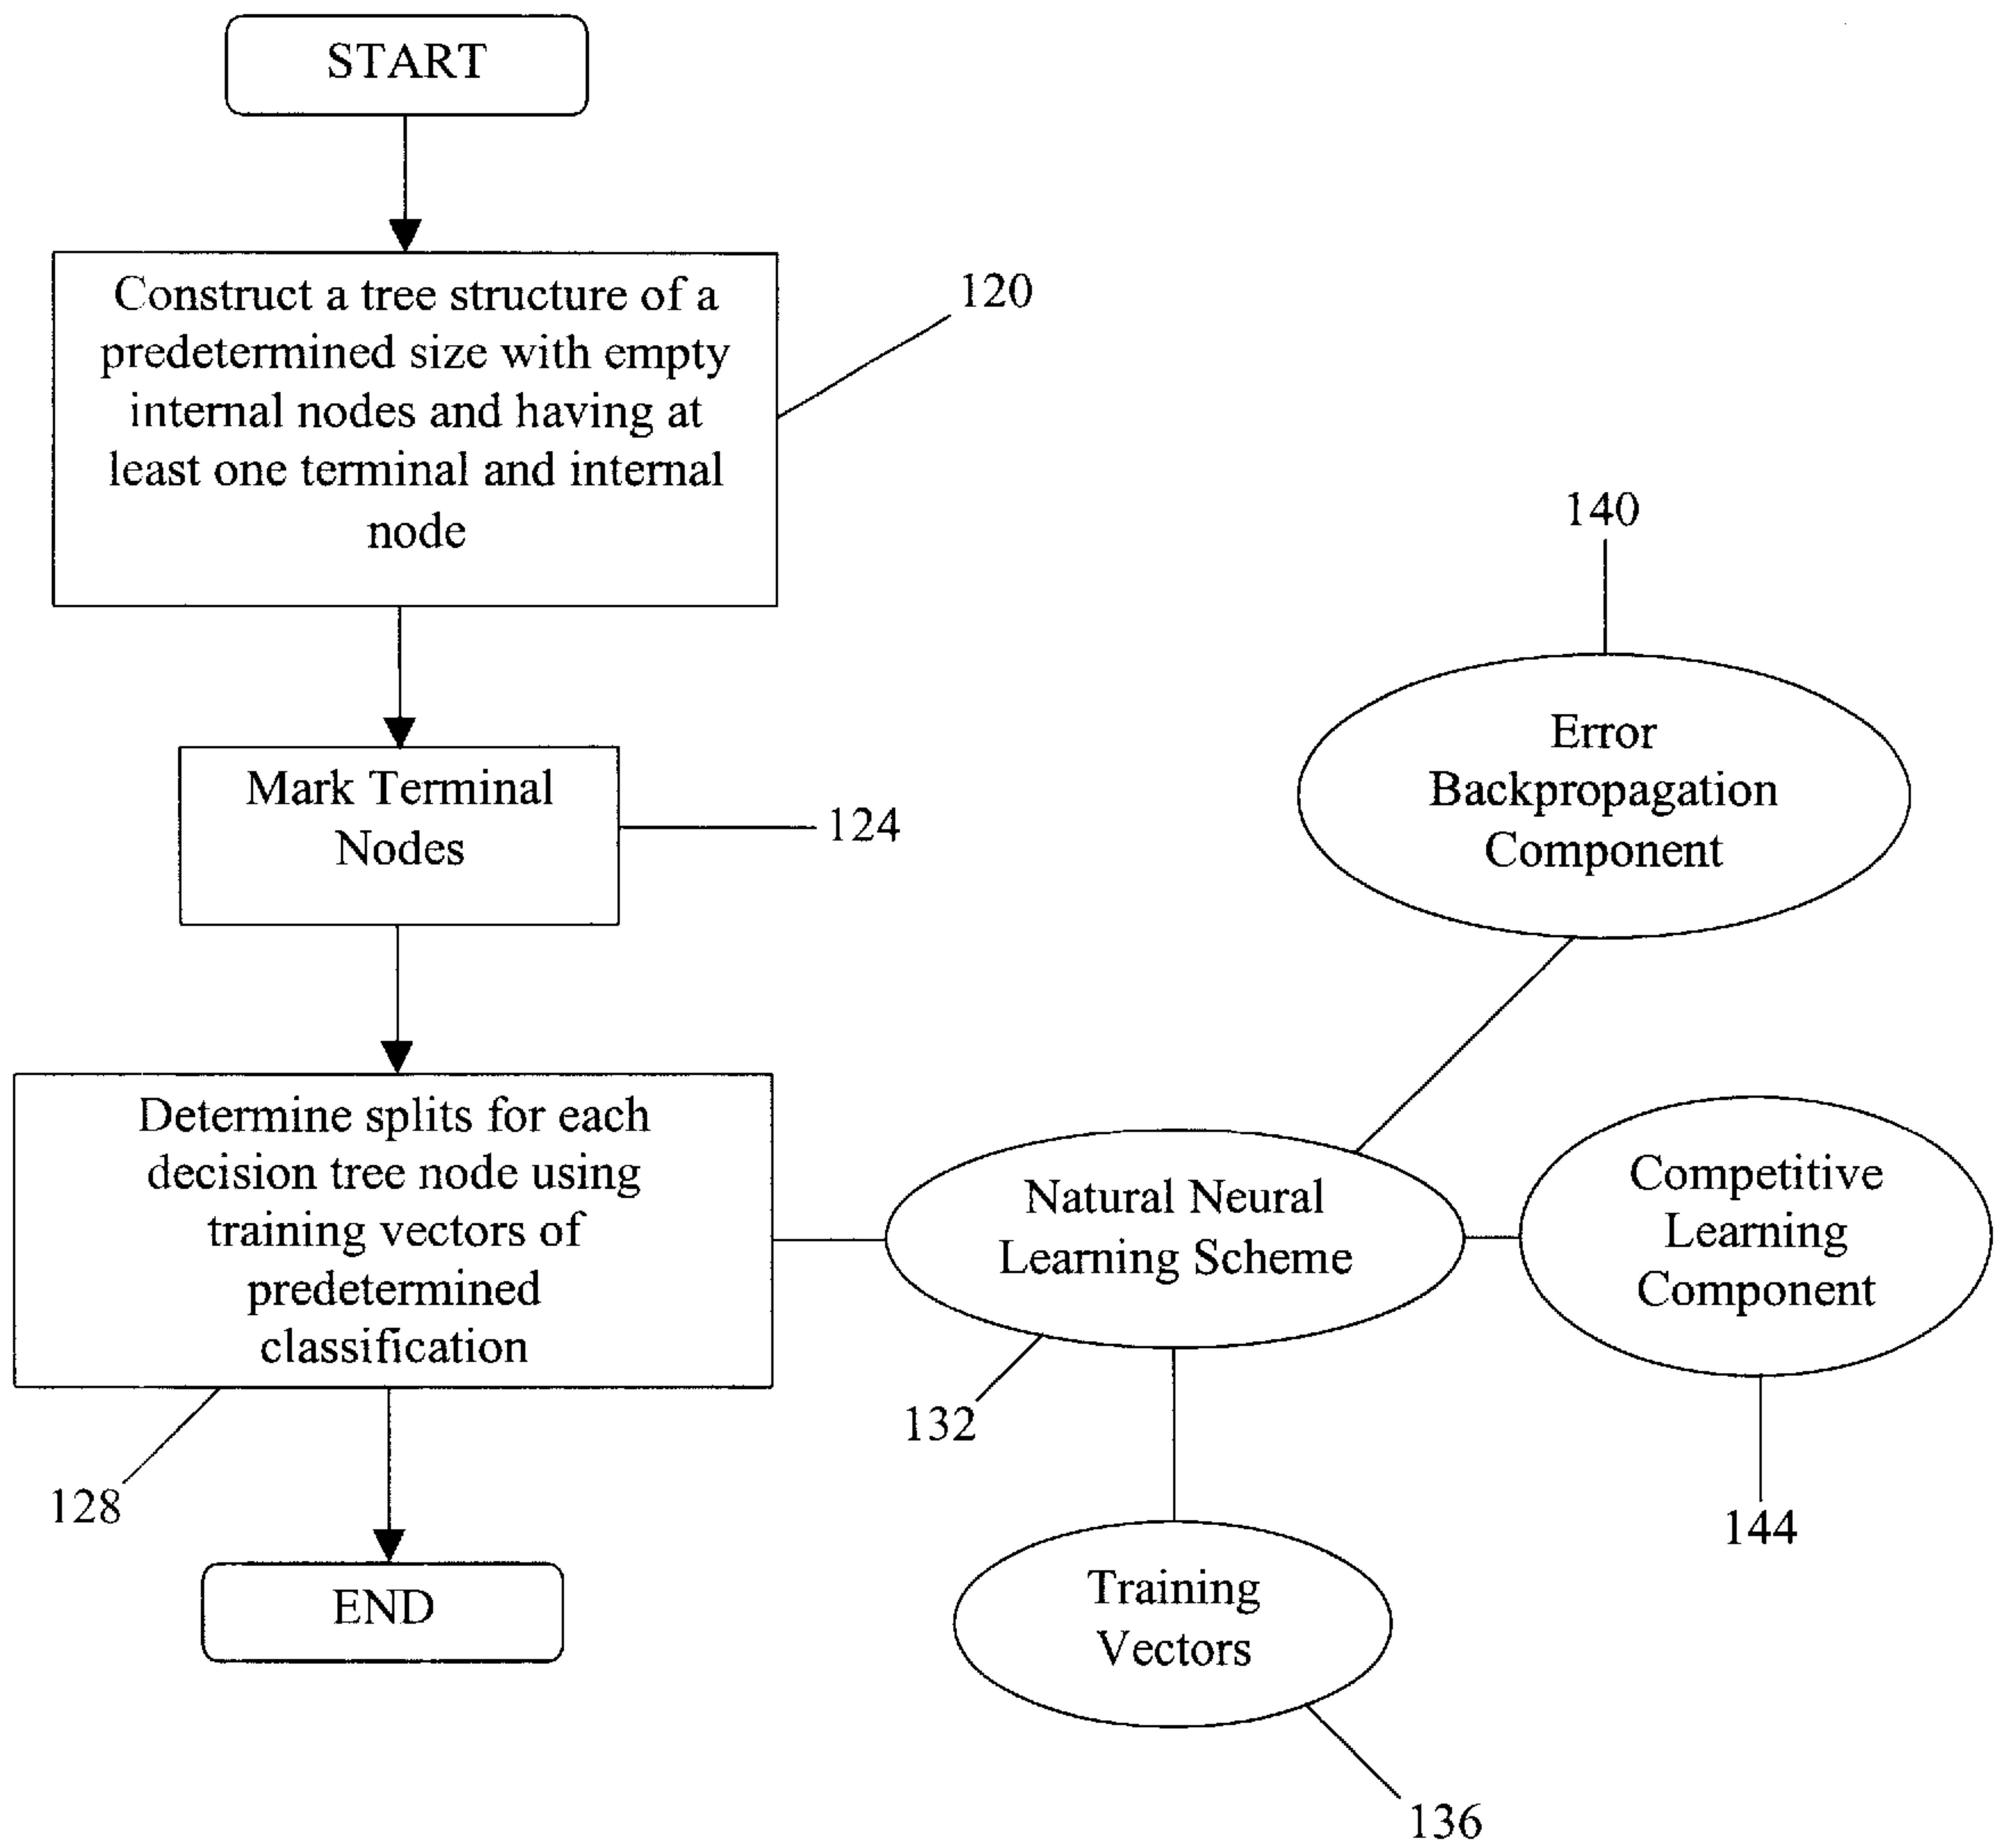 START
Construct a tree structure of a
predetermined size with empty
internal nodes and having at
least one terminal and internal
node
120
Mark Terminal
Nodes
124
Determine splits for each
decision tree node using
training vectors of
predetermined
classification
128
END
140
Error
Backpropagation
Component
Natural Neural
Learning Scheme
132
Competitive
Learning
Component
144
Training
Vectors
136